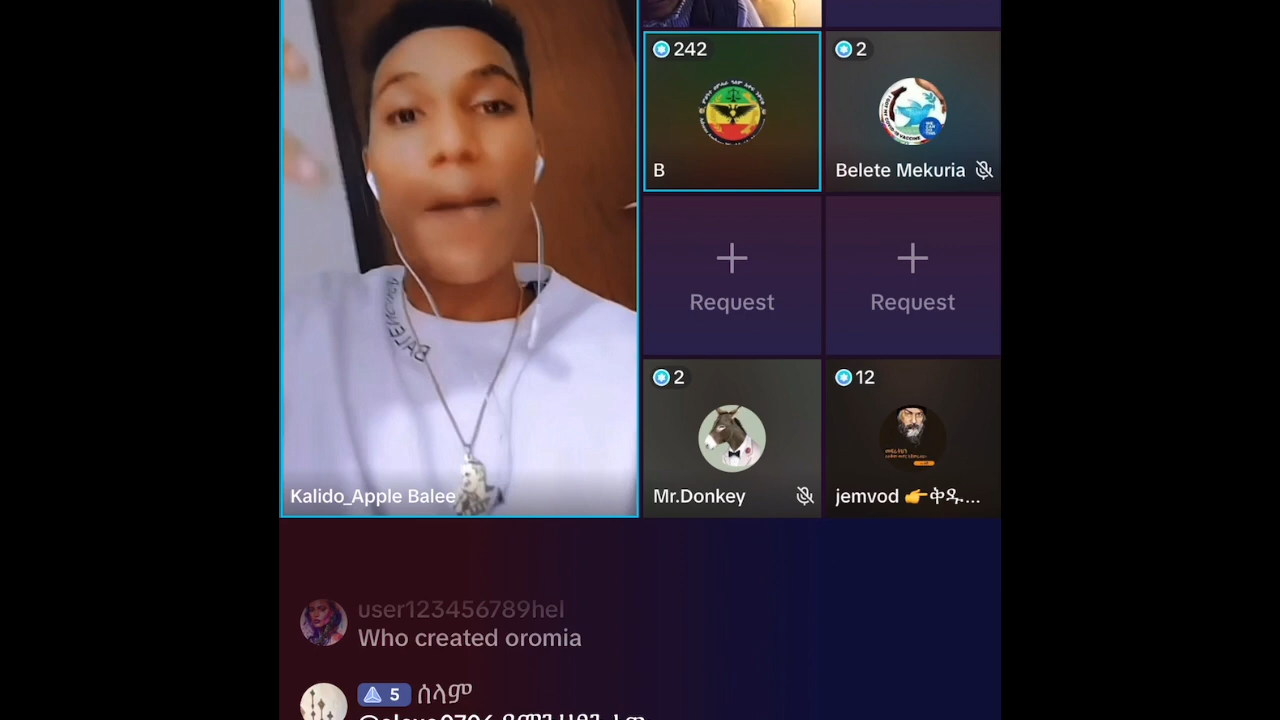 242
2
B
Belete Mekuria
BALENCIAGA
Request
Request
2
12
Kalido_Apple Balee
Mr.Donkey
jemvod 👉ቅዱ...
user123456789hel
Who created oromia
5 ሰላም